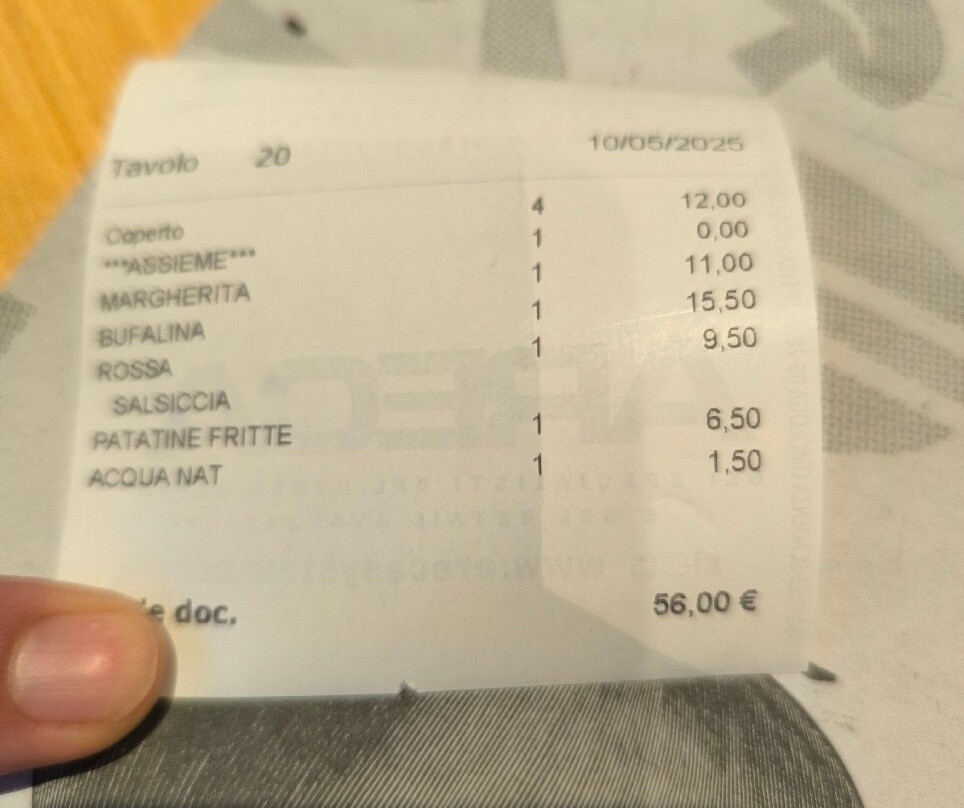 Tavolo 20 10/05/2025
Coperto 4 12,00
***ASSIEME*** 1 0,00
MARGHERITA 1 11,00
BUFALINA 1 15,50
ROSSA 1 9,50
SALSICCIA
PATATINE FRITTE 1 6,50
ACQUA NAT 1 1,50
le doc. 56,00 €